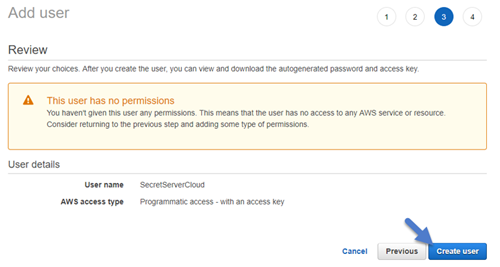 Add user
1 2 3 4
Review
Review your choices. After you create the user, you can view and download the autogenerated password and access key.
This user has no permissions
You haven't given this user any permissions. This means that the user has no access to any AWS service or resource.
Consider returning to the previous step and adding some type of permissions.
User details
User name SecretServerCloud
AWS access type Programmatic access - with an access key
Cancel Previous Create user